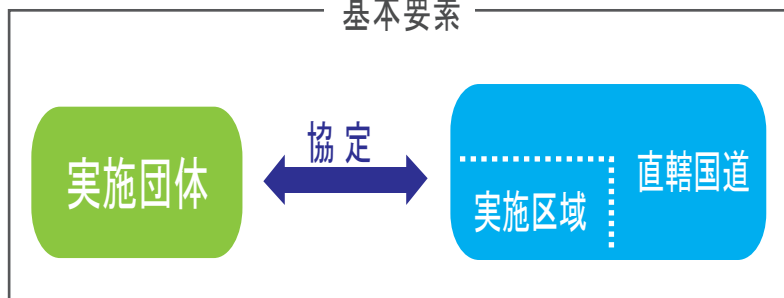 基本要素
実施団体
協定
直轄国道
実施区域